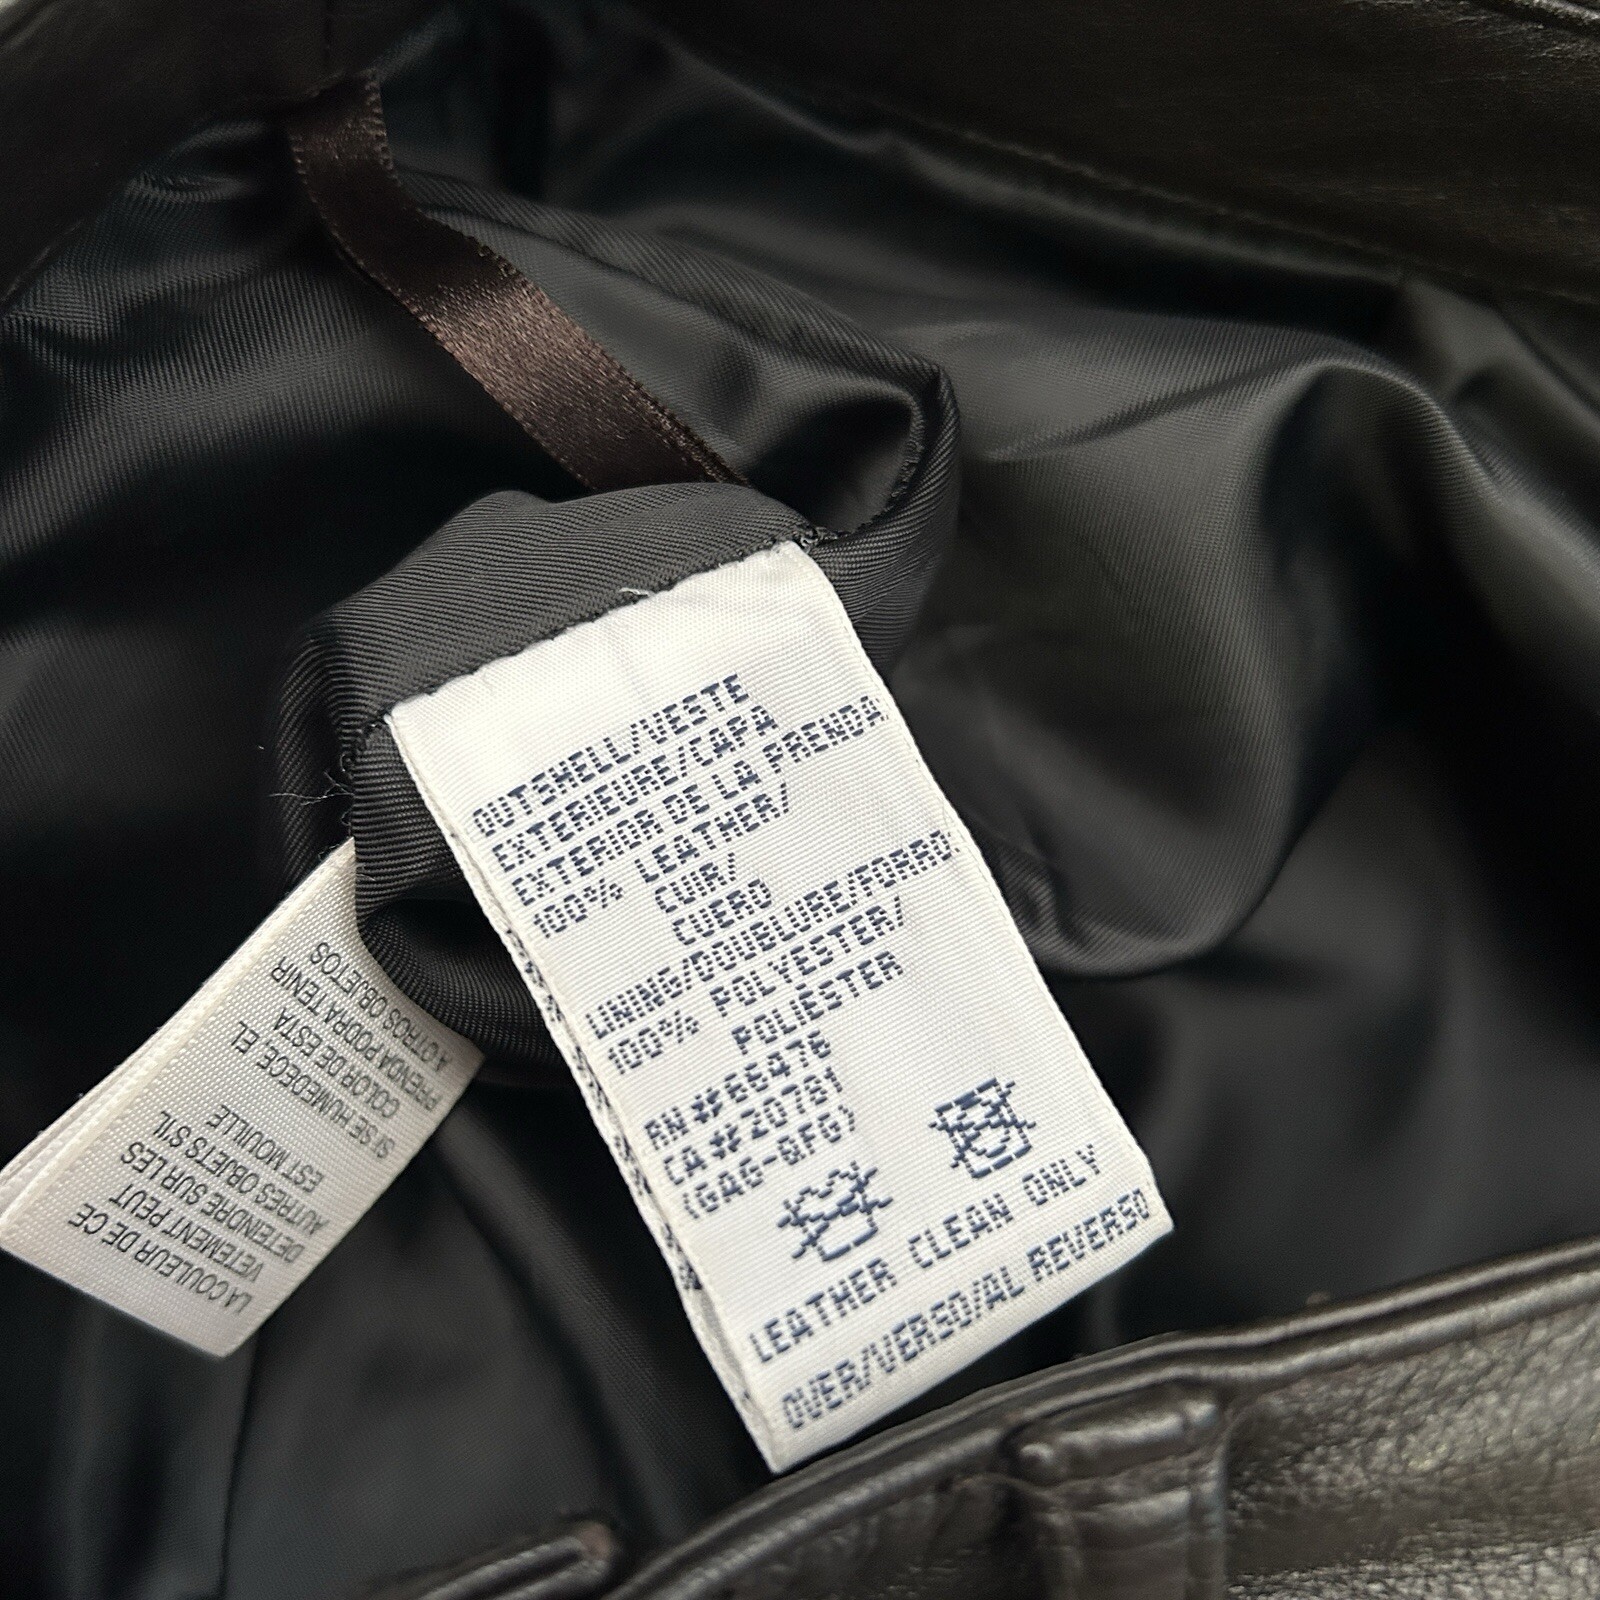 OUTSHELL/VESTE
EXTERIEURE/CAPA
EXTERIOR DE LA PRENDA:
100% LEATHER/
CUIR/
CUERO
LINING/DOUBLURE/FORRO:
100% POLYESTER/
POLIESTER
RN#66476
CA#20781
(GAG-QFG)
LEATHER CLEAN ONLY
OVER/VERSO/AL REVERSO
LA COULEUR DE CE
VETEMENT PEUT
DETEINDRE SUR LES
AUTRES OBJETS S'IL
EST MOUILLE
SI SE HUMEDECE, EL
COLOR DE ESTA
PRENDA PODRA TENIR
A OTROS OBJETOS